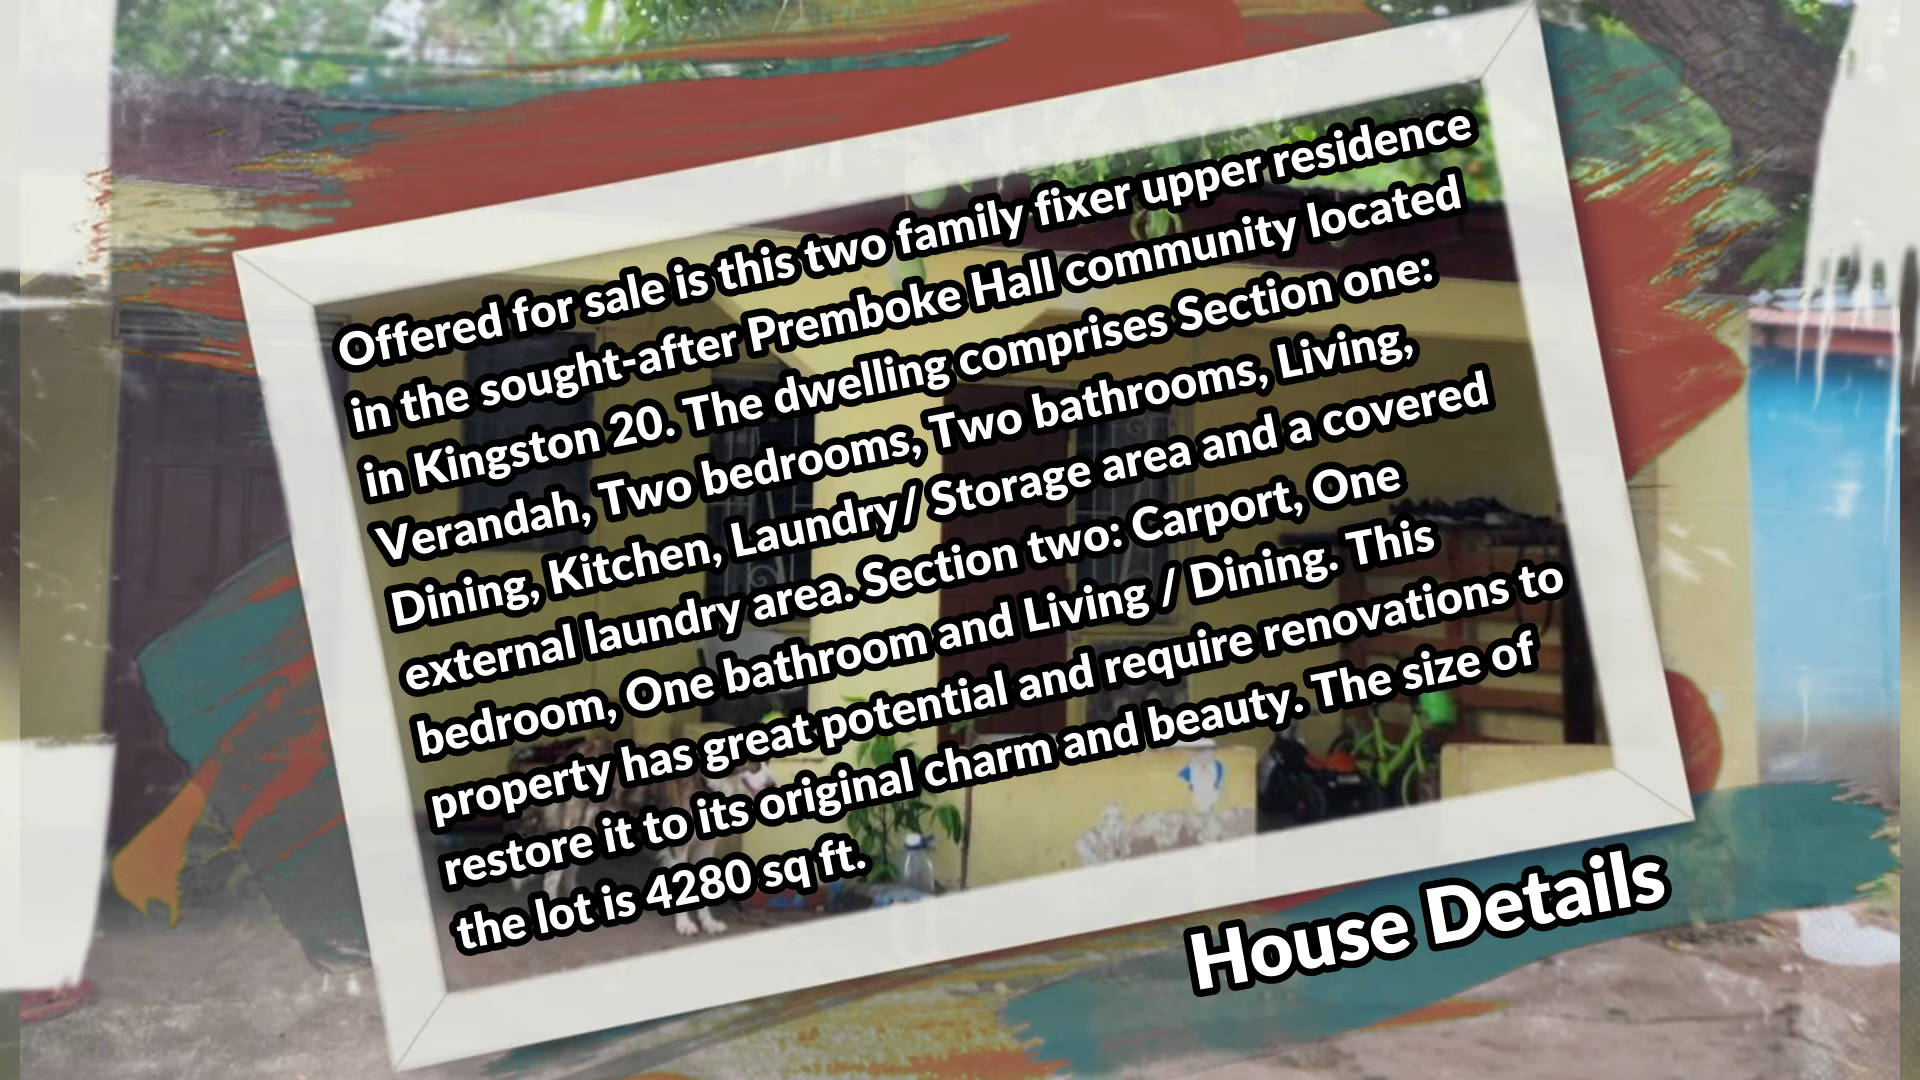 Offered for sale is this two family fixer upper residence
in the sought-after Premboke Hall community located
in Kingston 20. The dwelling comprises Section one:
Verandah, Two bedrooms, Two bathrooms, Living,
Dining, Kitchen, Laundry/ Storage area and a covered
external laundry area. Section two: Carport, One
bedroom, One bathroom and Living / Dining. This
property has great potential and require renovations to
restore it to its original charm and beauty. The size of
the lot is 4280 sq ft.
House Details